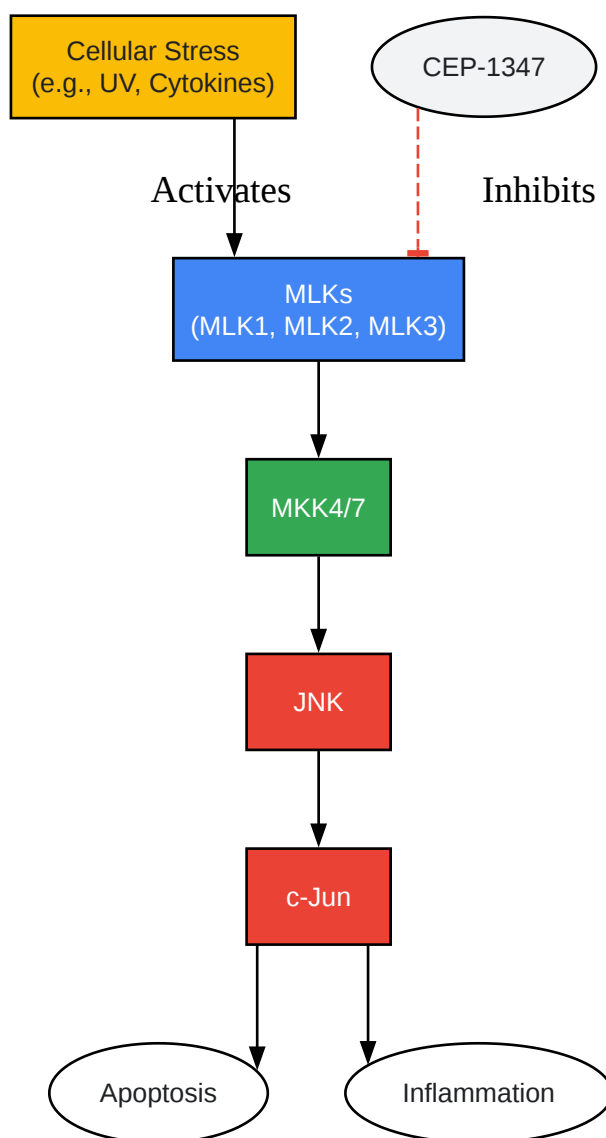 Cellular Stress
(e.g., UV, Cytokines)
CEP-1347
Activates
Inhibits
MLKs
(MLK1, MLK2, MLK3)
MKK4/7
JNK
c-Jun
Apoptosis
Inflammation